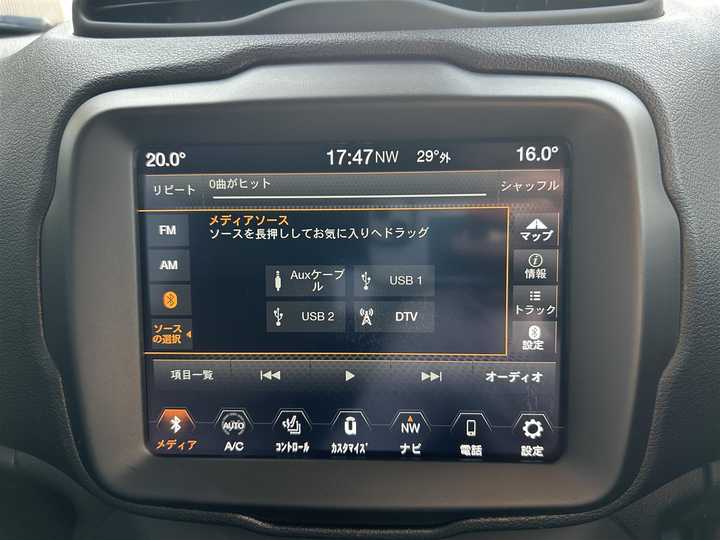 20.0° 17:47NW 29°外 16.0°
リピート 0曲がヒット シャッフル
メディアソース
ソースを長押ししてお気に入りへドラッグ
FM
AM
ソース
の選択
Auxケーブ
ル
USB 1
USB 2
DTV
マップ
情報
トラック
設定
項目一覧 オーディオ
メディア
AUTO
A/C
コントロール
カスタマイズ
NW
ナビ
電話
設定